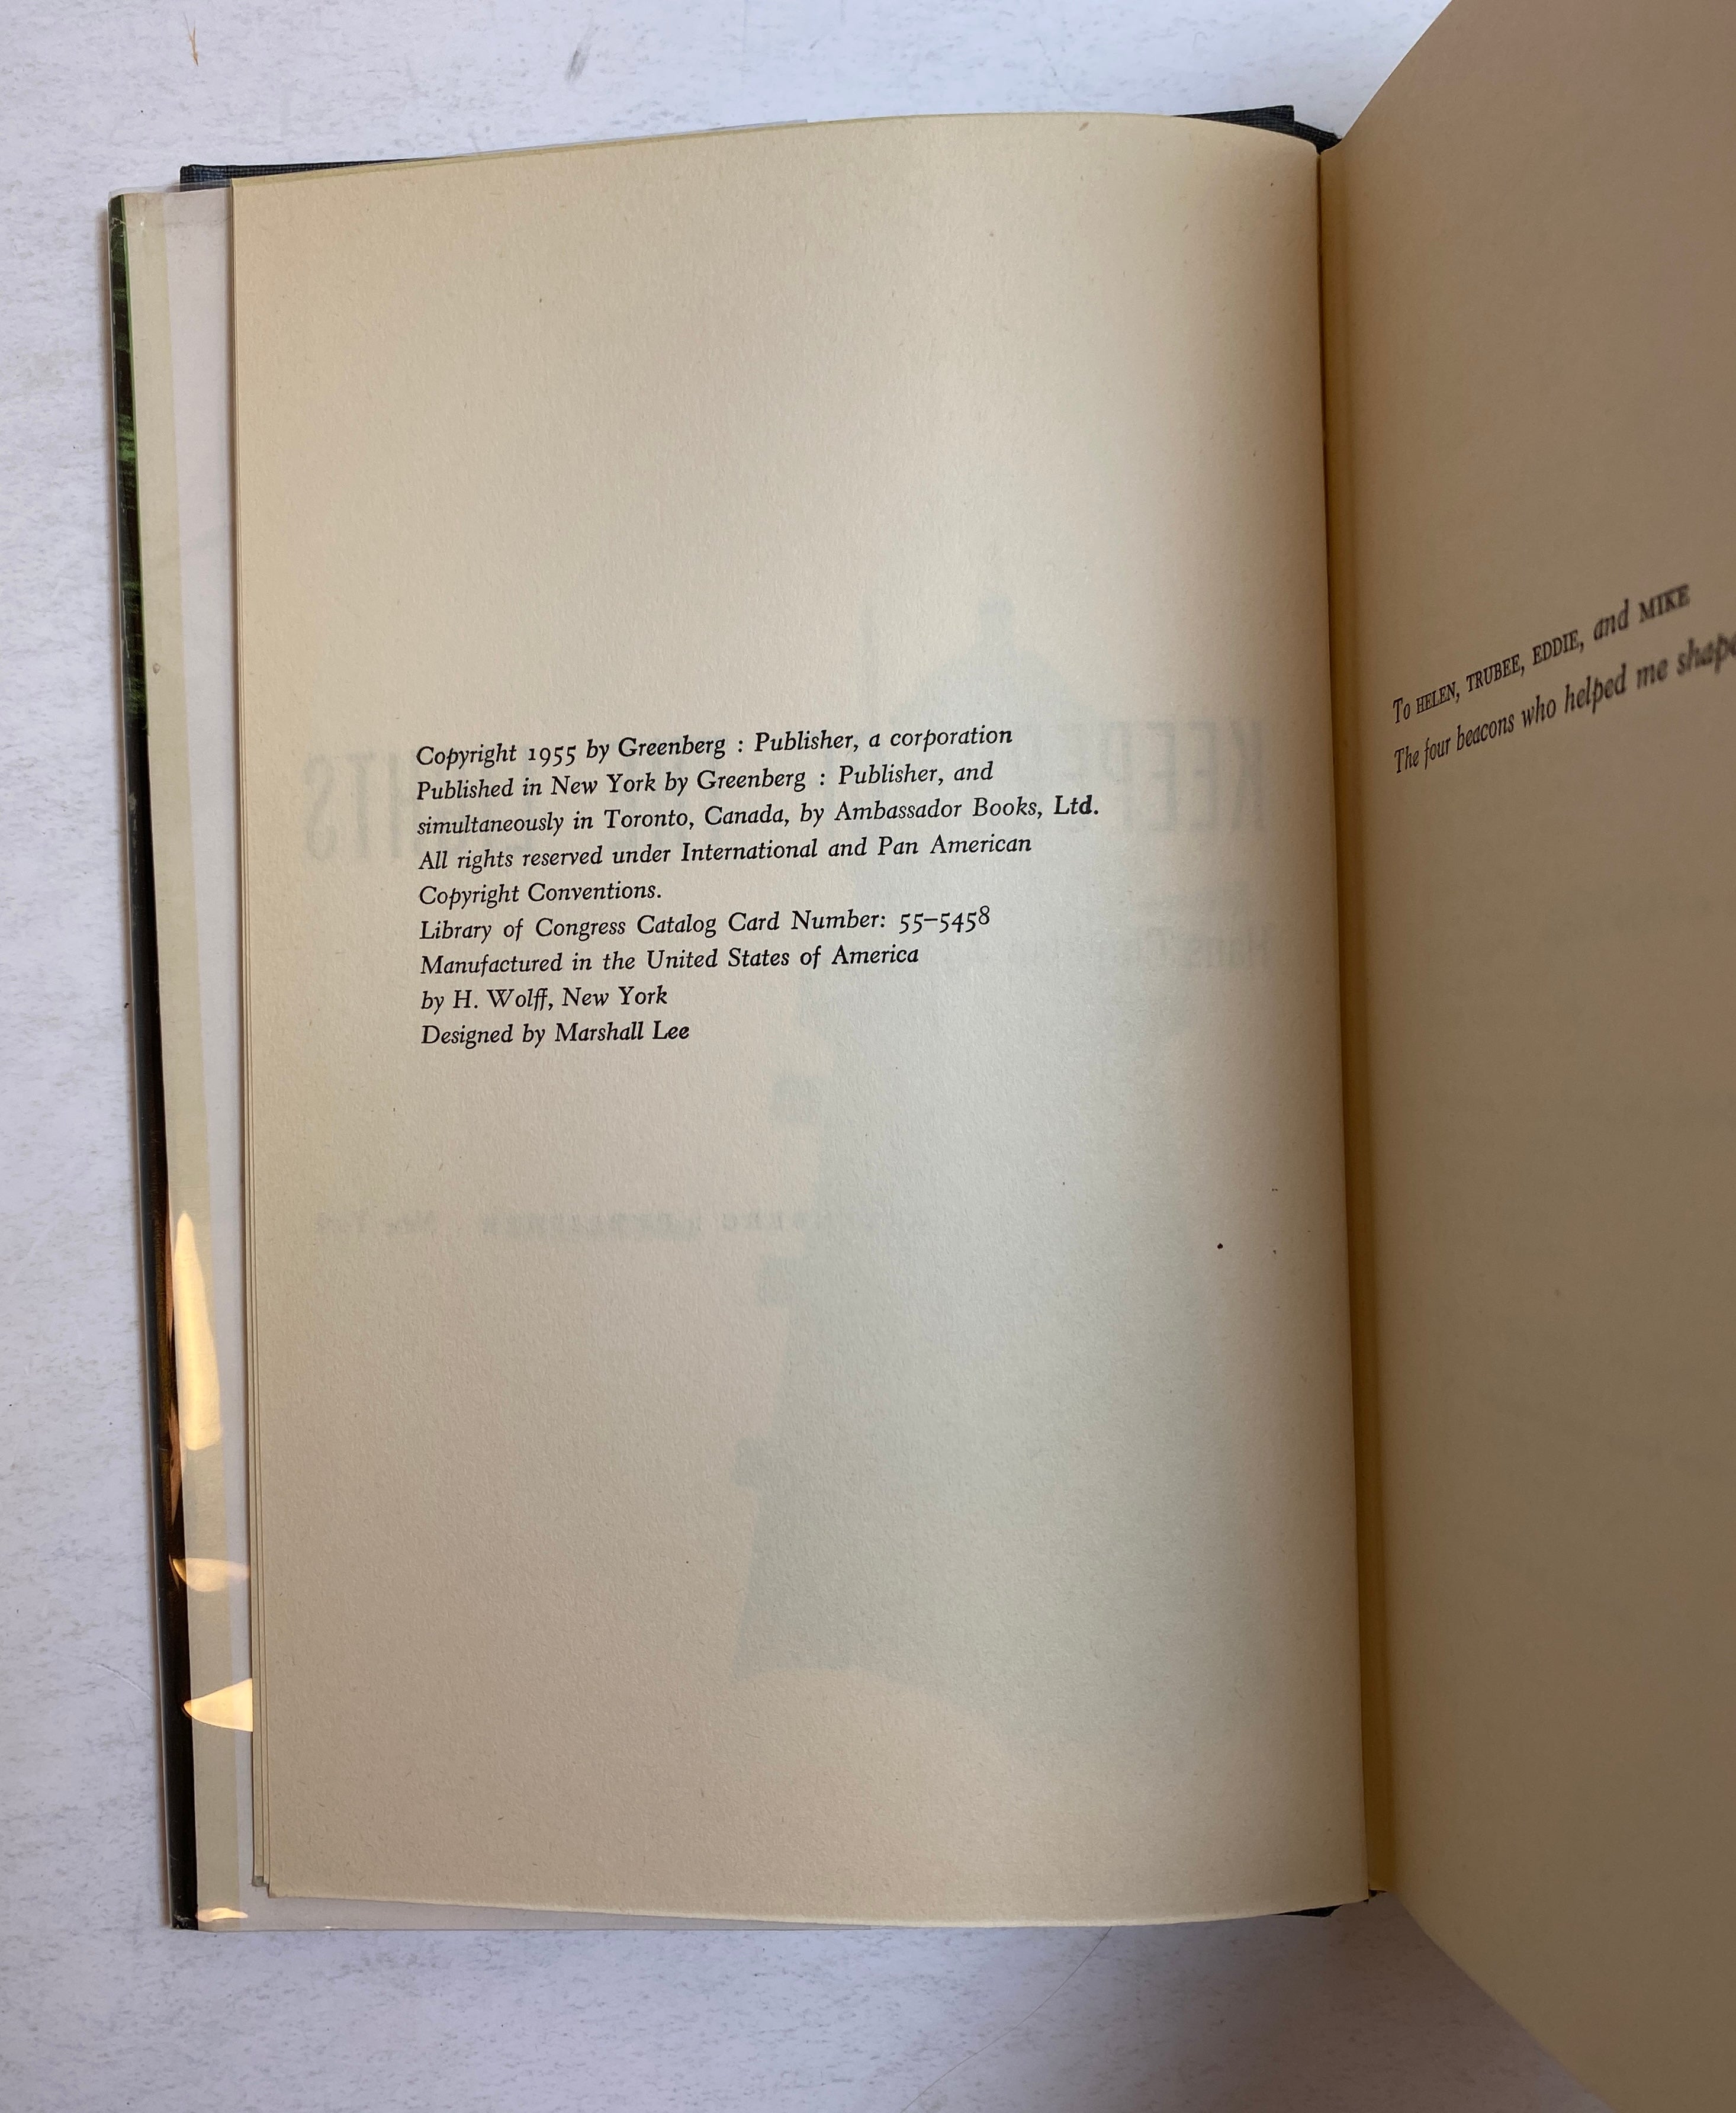 Copyright 1955 by Greenberg : Publisher, a corporation
Published in New York by Greenberg : Publisher, and
simultaneously in Toronto, Canada, by Ambassador Books, Ltd.
All rights reserved under International and Pan American
Copyright Conventions.
Library of Congress Catalog Card Number: 55–5458
Manufactured in the United States of America
by H. Wolff, New York
Designed by Marshall Lee
To HELEN, TRUBEE, EDDIE, and MIKE
The four beacons who helped me